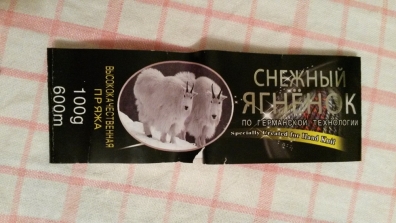 ВЫСОКОКАЧЕСТВЕННАЯ
ПРЯЖА
100g
600m
СНЕЖНЫЙ
ЯГНЁНОК
ПО ГЕРМАНСКОЙ ТЕХНОЛОГИИ
Specially Created for Hand Knit